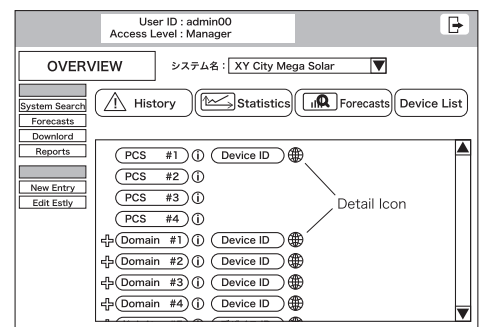 User ID : admin00
Access Level : Manager
OVERVIEW
システム名： XY City Mega Solar
History Statistics Forecasts Device List
System Search
Forecasts
Downlord
Reports
New Entry
Edit Estly
PCS #1 Device ID
PCS #2
PCS #3
PCS #4
Detail Icon
Domain #1 Device ID
Domain #2 Device ID
Domain #3 Device ID
Domain #4 Device ID